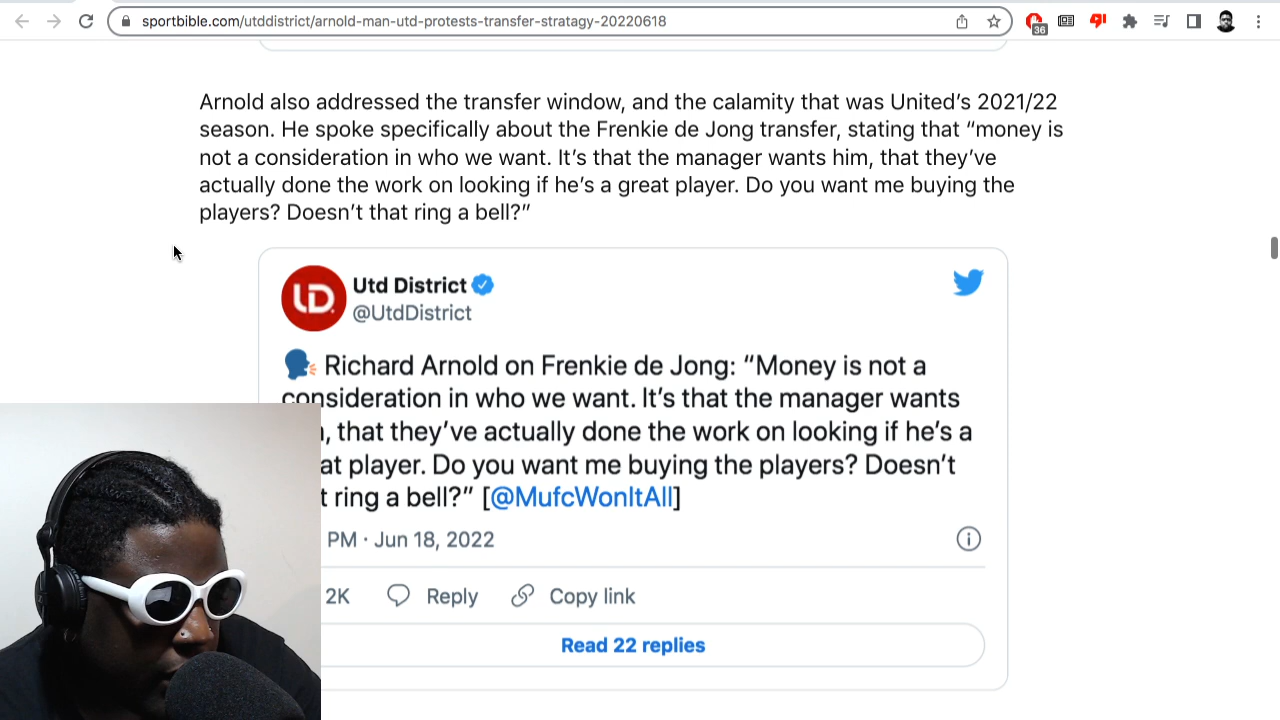 sportbible.com/utddistrict/arnold-man-utd-protests-transfer-stratagy-20220618
36
Arnold also addressed the transfer window, and the calamity that was United’s 2021/22
season. He spoke specifically about the Frenkie de Jong transfer, stating that “money is
not a consideration in who we want. It’s that the manager wants him, that they’ve
actually done the work on looking if he’s a great player. Do you want me buying the
players? Doesn’t that ring a bell?”
UD
Utd District
@UtdDistrict
Richard Arnold on Frenkie de Jong: “Money is not a
consideration in who we want. It’s that the manager wants
, that they’ve actually done the work on looking if he’s a
at player. Do you want me buying the players? Doesn’t
t ring a bell?” [@MufcWonItAll]
PM · Jun 18, 2022
2K Reply Copy link
Read 22 replies